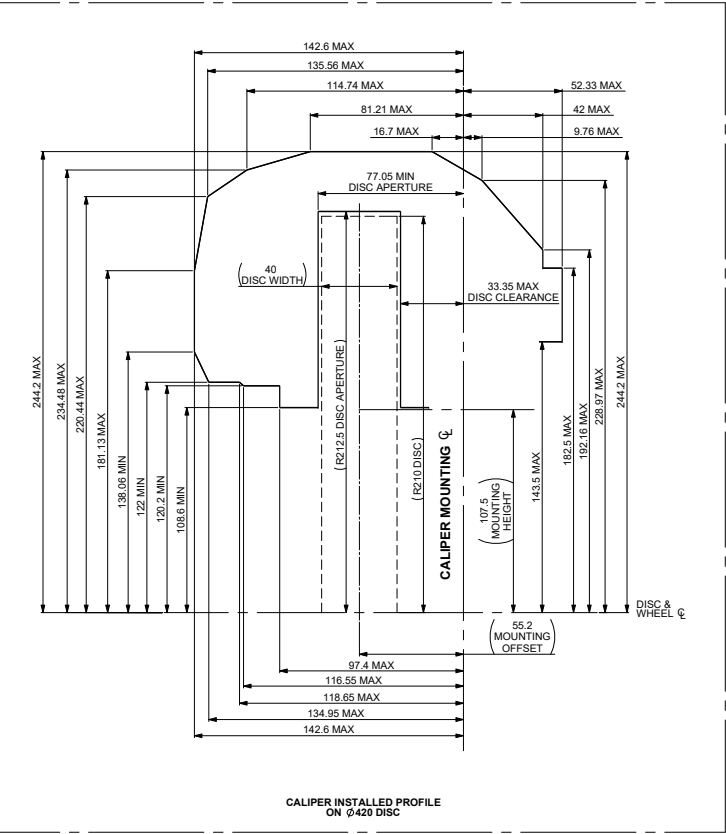 142.6 MAX
135.56 MAX
114.74 MAX
52.33 MAX
81.21 MAX
42 MAX
16.7 MAX
9.76 MAX
77.05 MIN
DISC APERTURE
(40
DISC WIDTH)
33.35 MAX
DISC CLEARANCE
244.2 MAX
234.48 MAX
220.44 MAX
181.13 MAX
138.06 MIN
122 MIN
120.2 MIN
108.6 MIN
(R212.5 DISC APERTURE)
(R210 DISC)
CALIPER MOUNTING ℄
(107.5
MOUNTING
HEIGHT)
143.5 MAX
182.5 MAX
192.16 MAX
228.97 MAX
244.2 MAX
DISC &
WHEEL ℄
(55.2
MOUNTING
OFFSET)
97.4 MAX
116.55 MAX
118.65 MAX
134.95 MAX
142.6 MAX
CALIPER INSTALLED PROFILE
ON ∅420 DISC